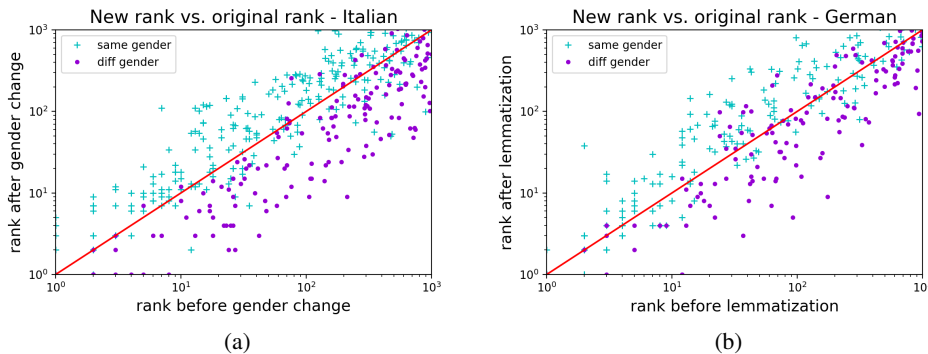 New rank vs. original rank - Italian
same gender
diff gender
rank after gender change
10³
10²
10¹
10⁰
10⁰ 10¹ 10² 10³
rank before gender change
(a)
New rank vs. original rank - German
same gender
diff gender
rank after lemmatization
10³
10²
10¹
10⁰
10⁰ 10¹ 10² 10
rank before lemmatization
(b)